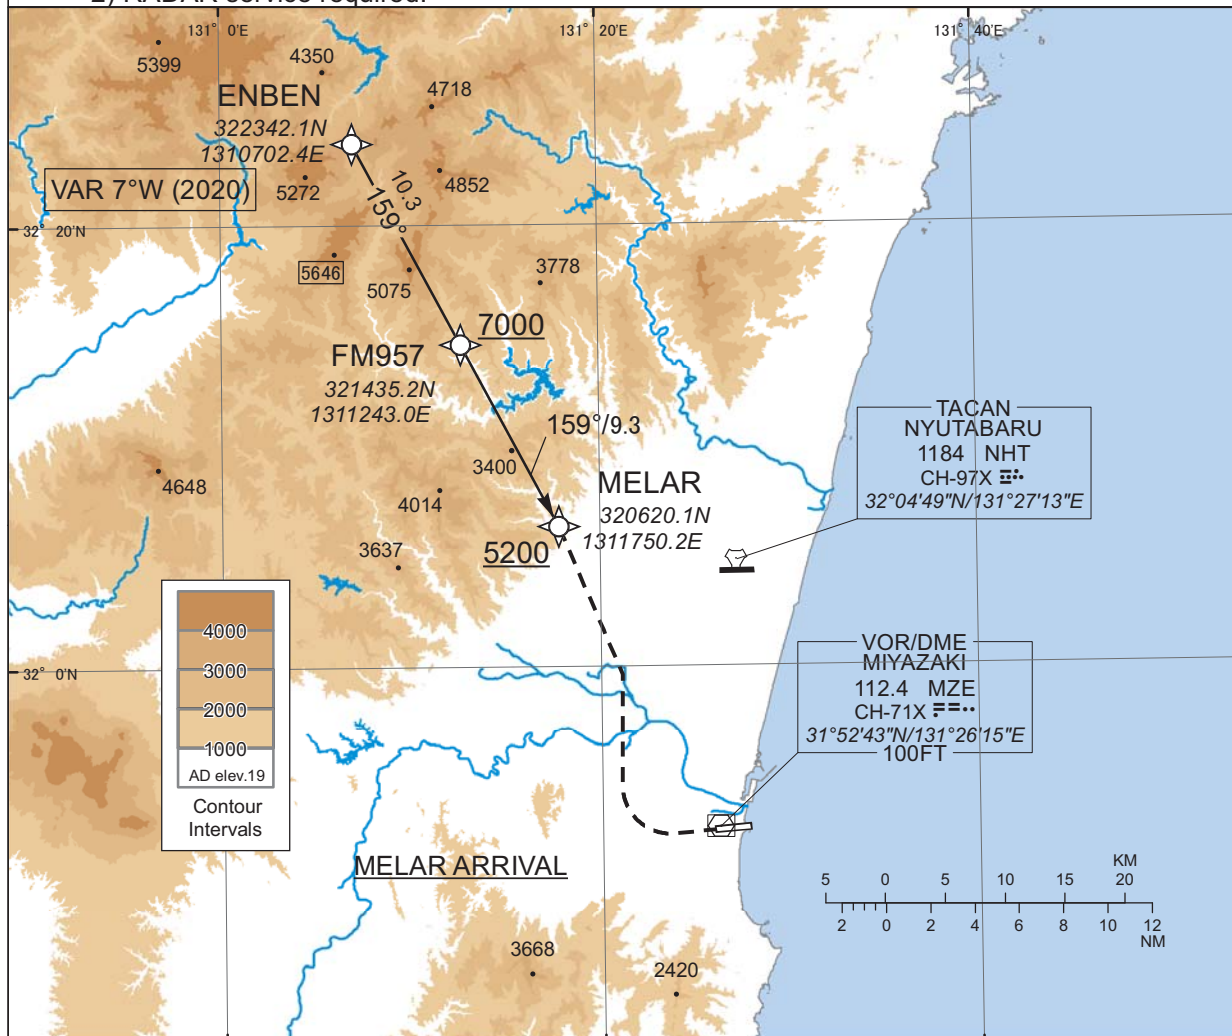 2) RADAR service required.
131° 0'E
131° 20'E
131° 40'E
5399
4350
4718
ENBEN
322342.1N
1310702.4E
10.3
159°
VAR 7°W (2020)
5272
4852
32° 20'N
5646
5075
3778
7000
FM957
321435.2N
1311243.0E
159°/9.3
3400
4648
4014
MELAR
320620.1N
1311750.2E
5200
3637
TACAN
NYUTABARU
1184 NHT
CH-97X
32°04'49"N/131°27'13"E
4000
3000
2000
1000
AD elev.19
Contour
Intervals
32° 0'N
VOR/DME
MIYAZAKI
112.4 MZE
CH-71X
31°52'43"N/131°26'15"E
100FT
MELAR ARRIVAL
KM
5 0 5 10 15 20
2 0 2 4 6 8 10 12
NM
3668
2420